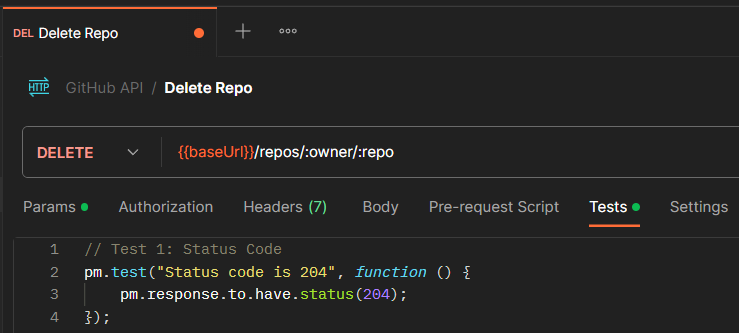 DEL Delete Repo
HTTP GitHub API / Delete Repo
DELETE {{baseUrl}}/repos/:owner/:repo
Params Authorization Headers (7) Body Pre-request Script Tests Settings
1 // Test 1: Status Code
2 pm.test("Status code is 204", function () {
3 pm.response.to.have.status(204);
4 });